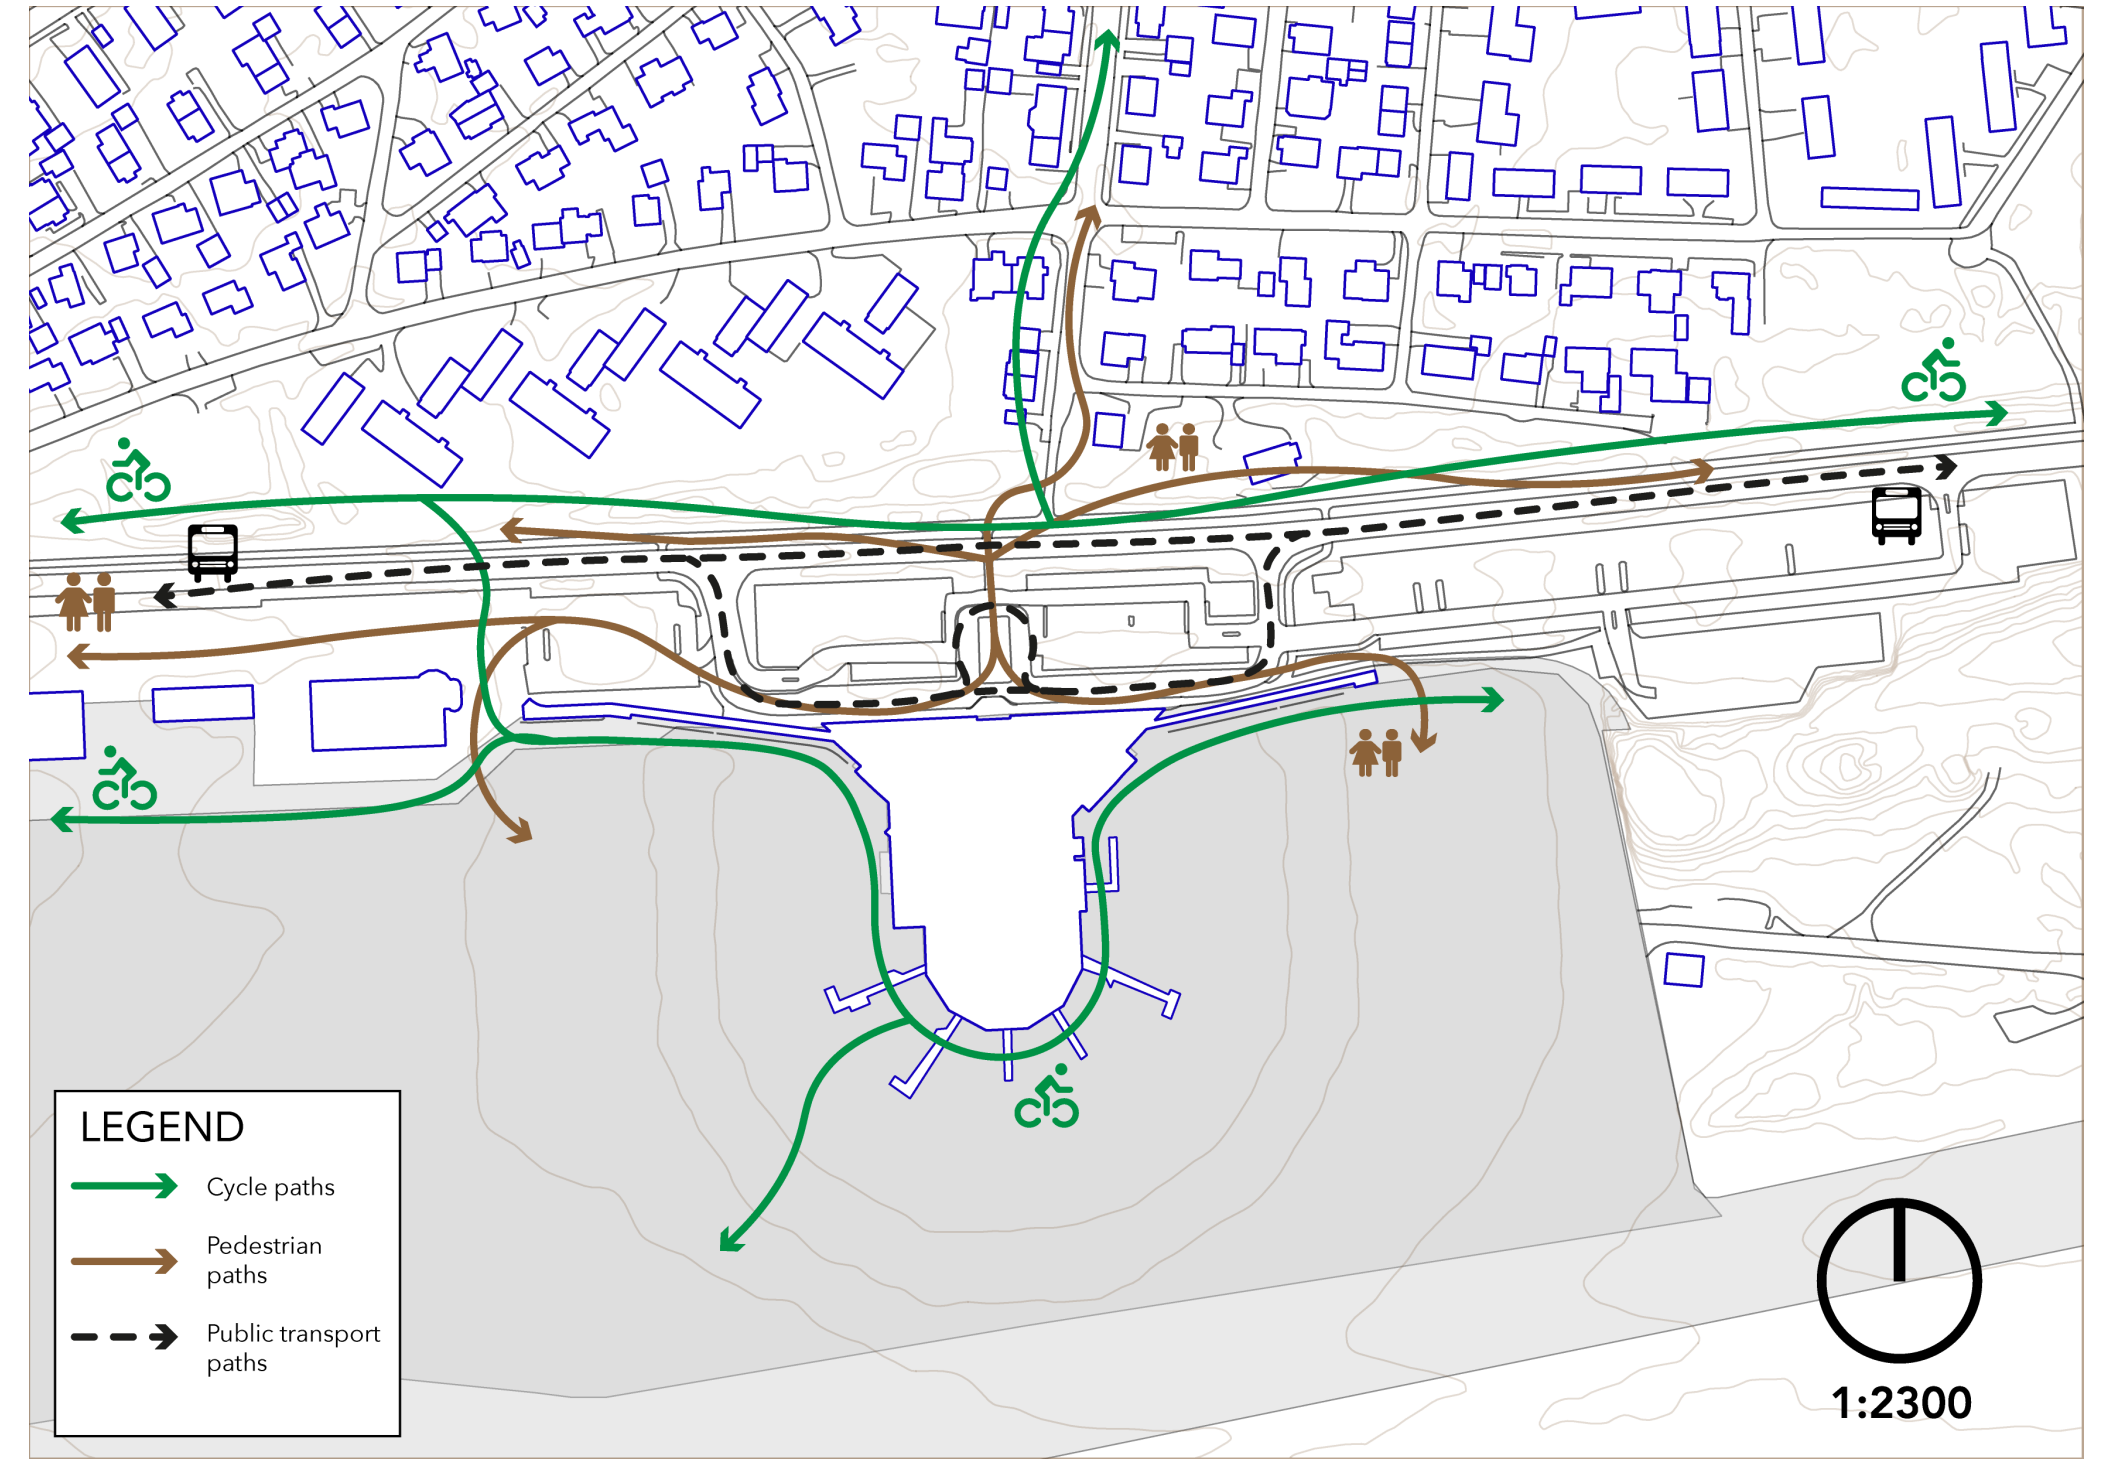 LEGEND
Cycle paths
Pedestrian
paths
Public transport
paths
1:2300